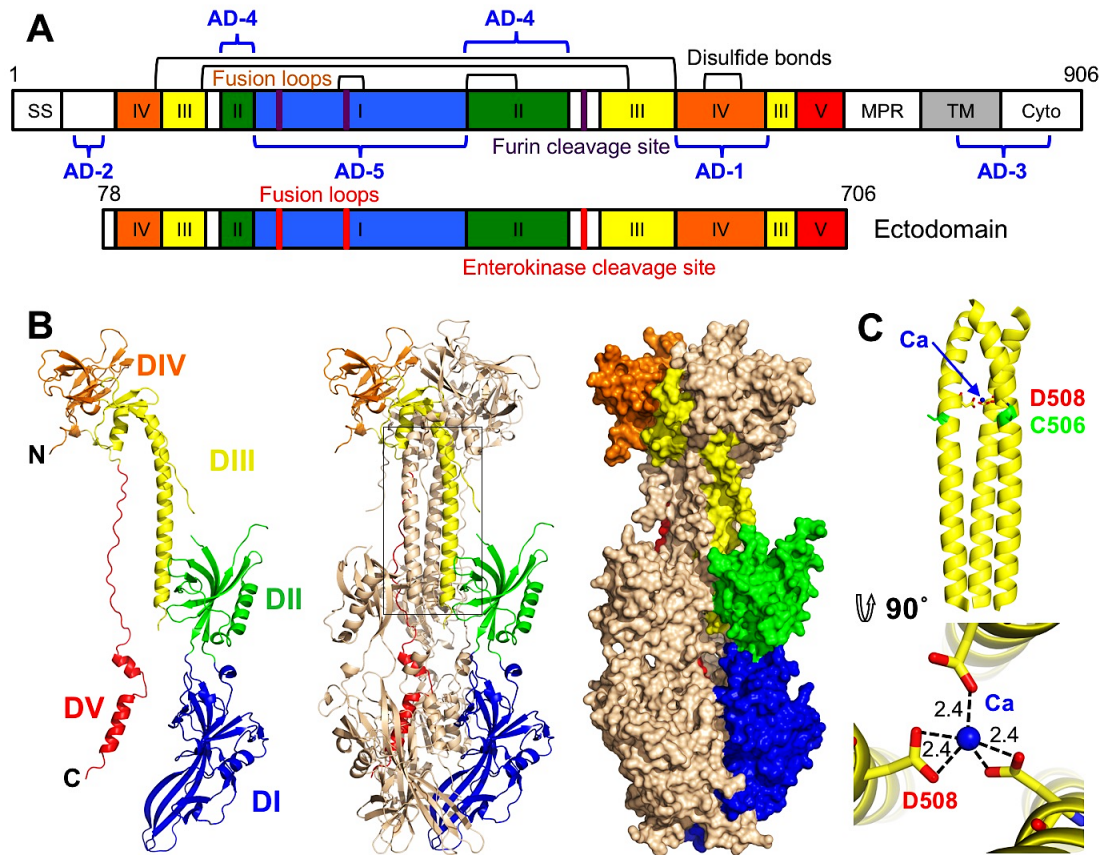 A
AD-4
AD-4
Disulfide bonds
1
Fusion loops
906
SS
IV
III
II
I
II
III
IV
III
V
MPR
TM
Cyto
Furin cleavage site
AD-2
AD-5
AD-1
AD-3
78
Fusion loops
706
IV
III
II
I
II
III
IV
III
V
Ectodomain
Enterokinase cleavage site
B
DIV
N
DIII
DII
DV
C
DI
C
Ca
D508
C506
90°
Ca
2.4
2.4
2.4
D508